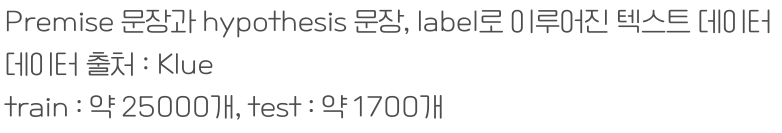 Premise 문장과 hypothesis 문장, label로 이루어진 텍스트 데이터
데이터 출처 : Klue
train : 약 25000개, test : 약 1700개